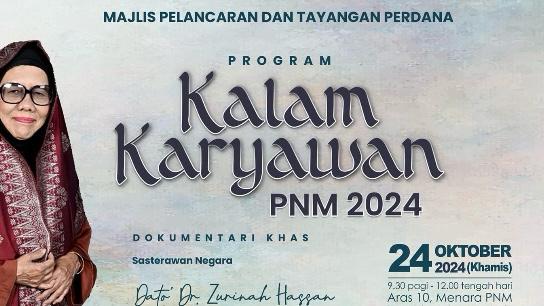 MAJLIS PELANCARAN DAN TAYANGAN PERDANA
PROGRAM
Kalam
Karyawan
PNM 2024
DOKUMENTARI KHAS
Sasterawan Negara
Dato' Dr. Zurinah Hassan
24 OKTOBER
2024 (Khamis)
9.30 pagi - 12.00 tengah hari
Aras 10, Menara PNM